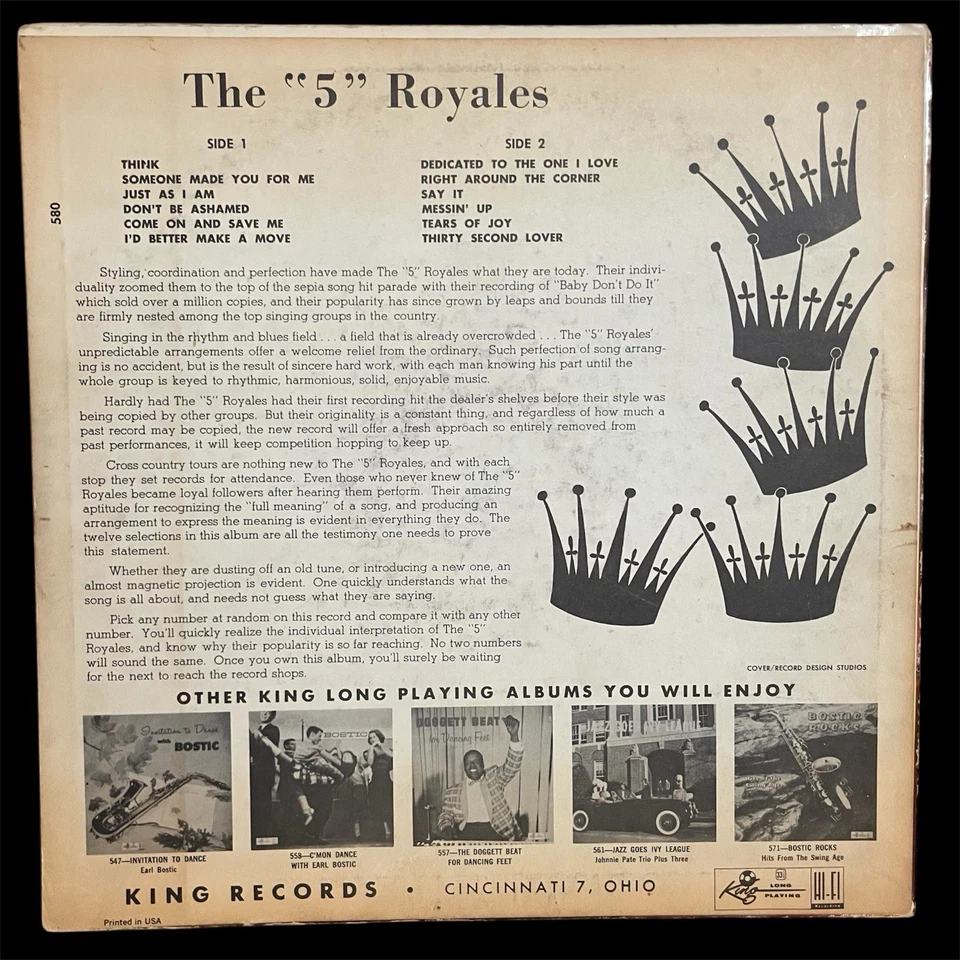 The "5" Royales
SIDE 1
THINK
SOMEONE MADE YOU FOR ME
JUST AS I AM
DON'T BE ASHAMED
COME ON AND SAVE ME
I'D BETTER MAKE A MOVE
SIDE 2
DEDICATED TO THE ONE I LOVE
RIGHT AROUND THE CORNER
SAY IT
MESSIN' UP
TEARS OF JOY
THIRTY SECOND LOVER
580
Styling, coordination and perfection have made The "5" Royales what they are today. Their indivi-
duality zoomed them to the top of the sepia song hit parade with their recording of "Baby Don't Do It"
which sold over a million copies, and their popularity has since grown by leaps and bounds till they
are firmly nested among the top singing groups in the country.
Singing in the rhythm and blues field . . . a field that is already overcrowded . . . The "5" Royales'
unpredictable arrangements offer a welcome relief from the ordinary. Such perfection of song arrang-
ing is no accident, but is the result of sincere hard work, with each man knowing his part until the
whole group is keyed to rhythmic, harmonious, solid, enjoyable music.
Hardly had The "5" Royales had their first recording hit the dealer's shelves before their style was
being copied by other groups. But their originality is a constant thing, and regardless of how much a
past record may be copied, the new record will offer a fresh approach so entirely removed from
past performances, it will keep competition hopping to keep up.
Cross country tours are nothing new to The "5" Royales, and with each
stop they set records for attendance. Even those who never knew of The "5"
Royales became loyal followers after hearing them perform. Their amazing
aptitude for recognizing the "full meaning" of a song, and producing an
arrangement to express the meaning is evident in everything they do. The
twelve selections in this album are all the testimony one needs to prove
this statement.
Whether they are dusting off an old tune, or introducing a new one, an
almost magnetic projection is evident. One quickly understands what the
song is all about, and needs not guess what they are saying.
Pick any number at random on this record and compare it with any other
number. You'll quickly realize the individual interpretation of The "5"
Royales, and know why their popularity is so far reaching. No two numbers
will sound the same. Once you own this album, you'll surely be waiting
for the next to reach the record shops.
COVER/RECORD DESIGN STUDIOS
OTHER KING LONG PLAYING ALBUMS YOU WILL ENJOY
Invitation to Dance
with BOSTIC
BOSTIC
DOGGETT BEAT
for Dancing Feet
JAZZ GOES IVY LEAGUE
BOSTIC
ROCKS
547—INVITATION TO DANCE
Earl Bostic
558—C'MON DANCE
WITH EARL BOSTIC
557—THE DOGGETT BEAT
FOR DANCING FEET
561—JAZZ GOES IVY LEAGUE
Johnnie Pate Trio Plus Three
571—BOSTIC ROCKS
Hits From The Swing Age
KING RECORDS • CINCINNATI 7, OHIO
King
33⅓
LONG
PLAYING
HI-FI
Printed in USA